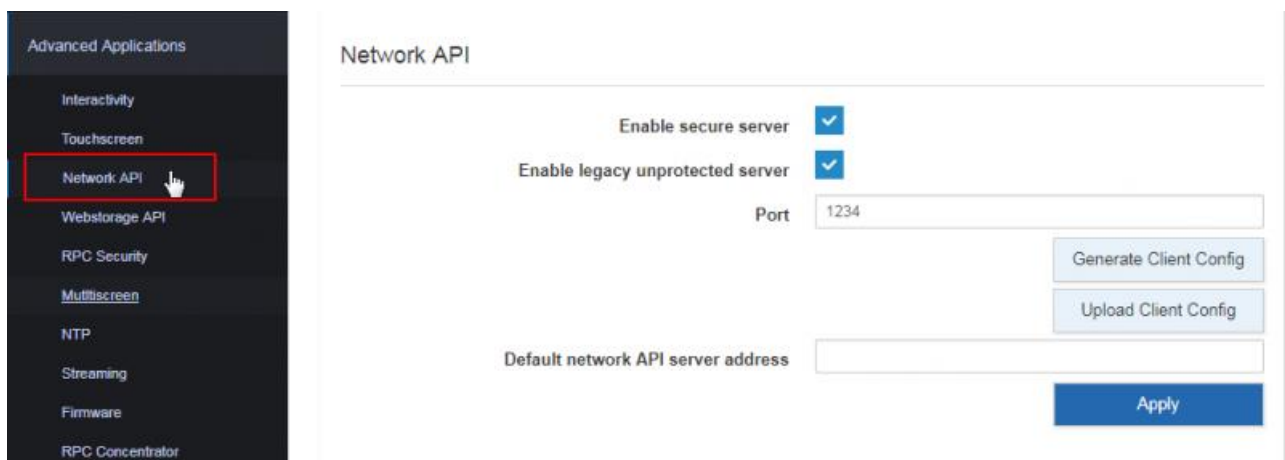 Advanced Applications
Interactivity
Touchscreen
Network API
Webstorage API
RPC Security
Mutltiscreen
NTP
Streaming
Firmware
RPC Concentrator
Network API
Enable secure server
Enable legacy unprotected server
Port 1234
Generate Client Config
Upload Client Config
Default network API server address
Apply